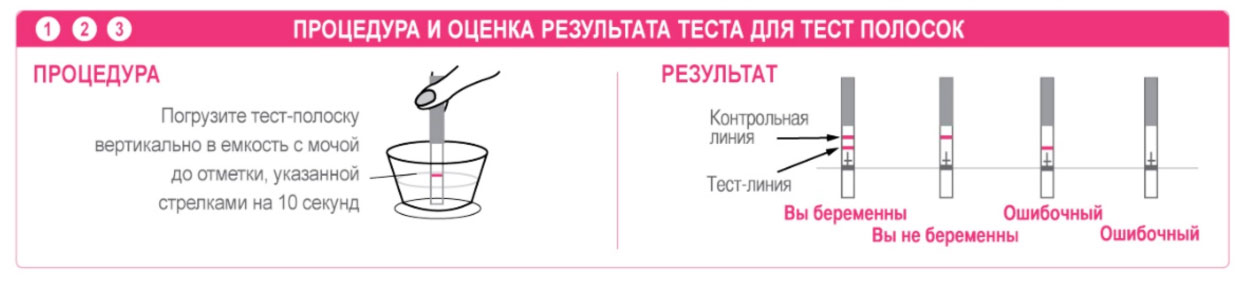 1 2 3 ПРОЦЕДУРА И ОЦЕНКА РЕЗУЛЬТАТА ТЕСТА ДЛЯ ТЕСТ ПОЛОСОК
ПРОЦЕДУРА
Погрузите тест-полоску
вертикально в емкость с мочой
до отметки, указанной
стрелками на 10 секунд
РЕЗУЛЬТАТ
Контрольная
линия
Тест-линия
Вы беременны
Вы не беременны
Ошибочный
Ошибочный